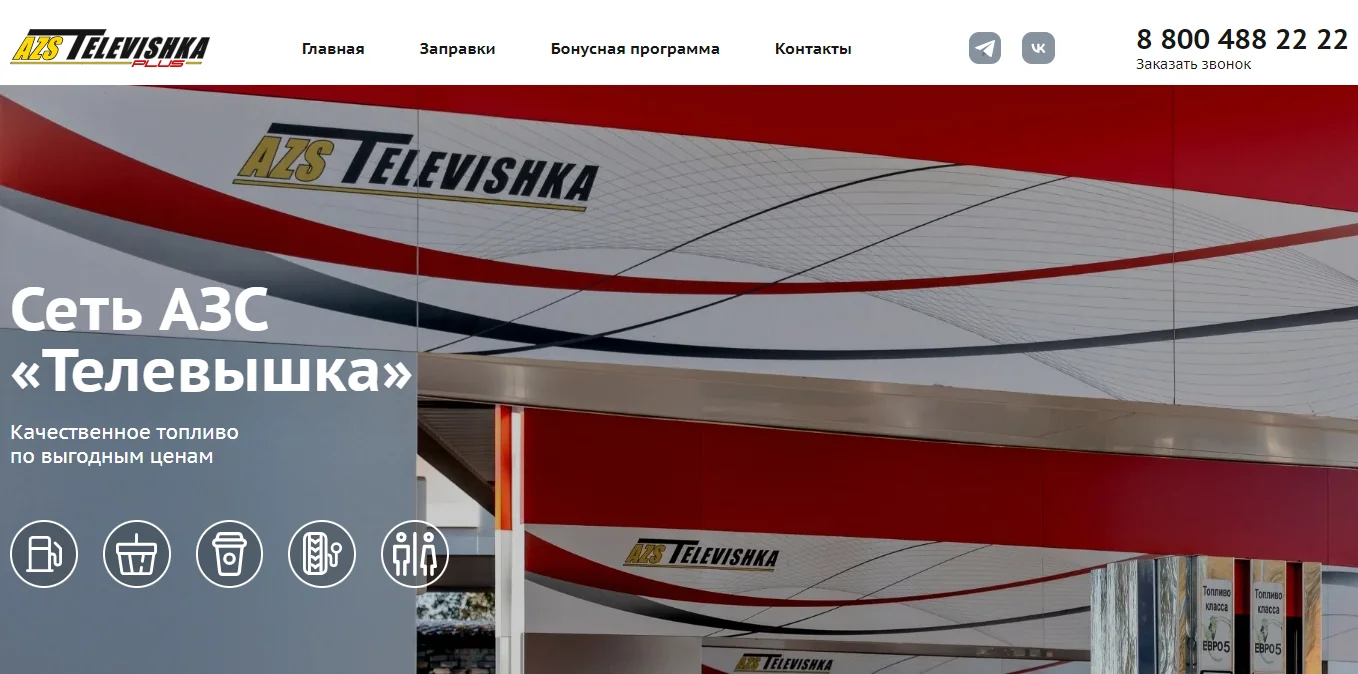 AZS TELEVISHKA
PLUS
Главная
Заправки
Бонусная программа
Контакты
8 800 488 22 22
Заказать звонок
AZS TELEVISHKA
Сеть АЗС
«Телевышка»
Качественное топливо
по выгодным ценам
AZS TELEVISHKA
AZS TELEVISHKA
Топливо
класса
ЕВРО5
Топливо
класса
ЕВРО5